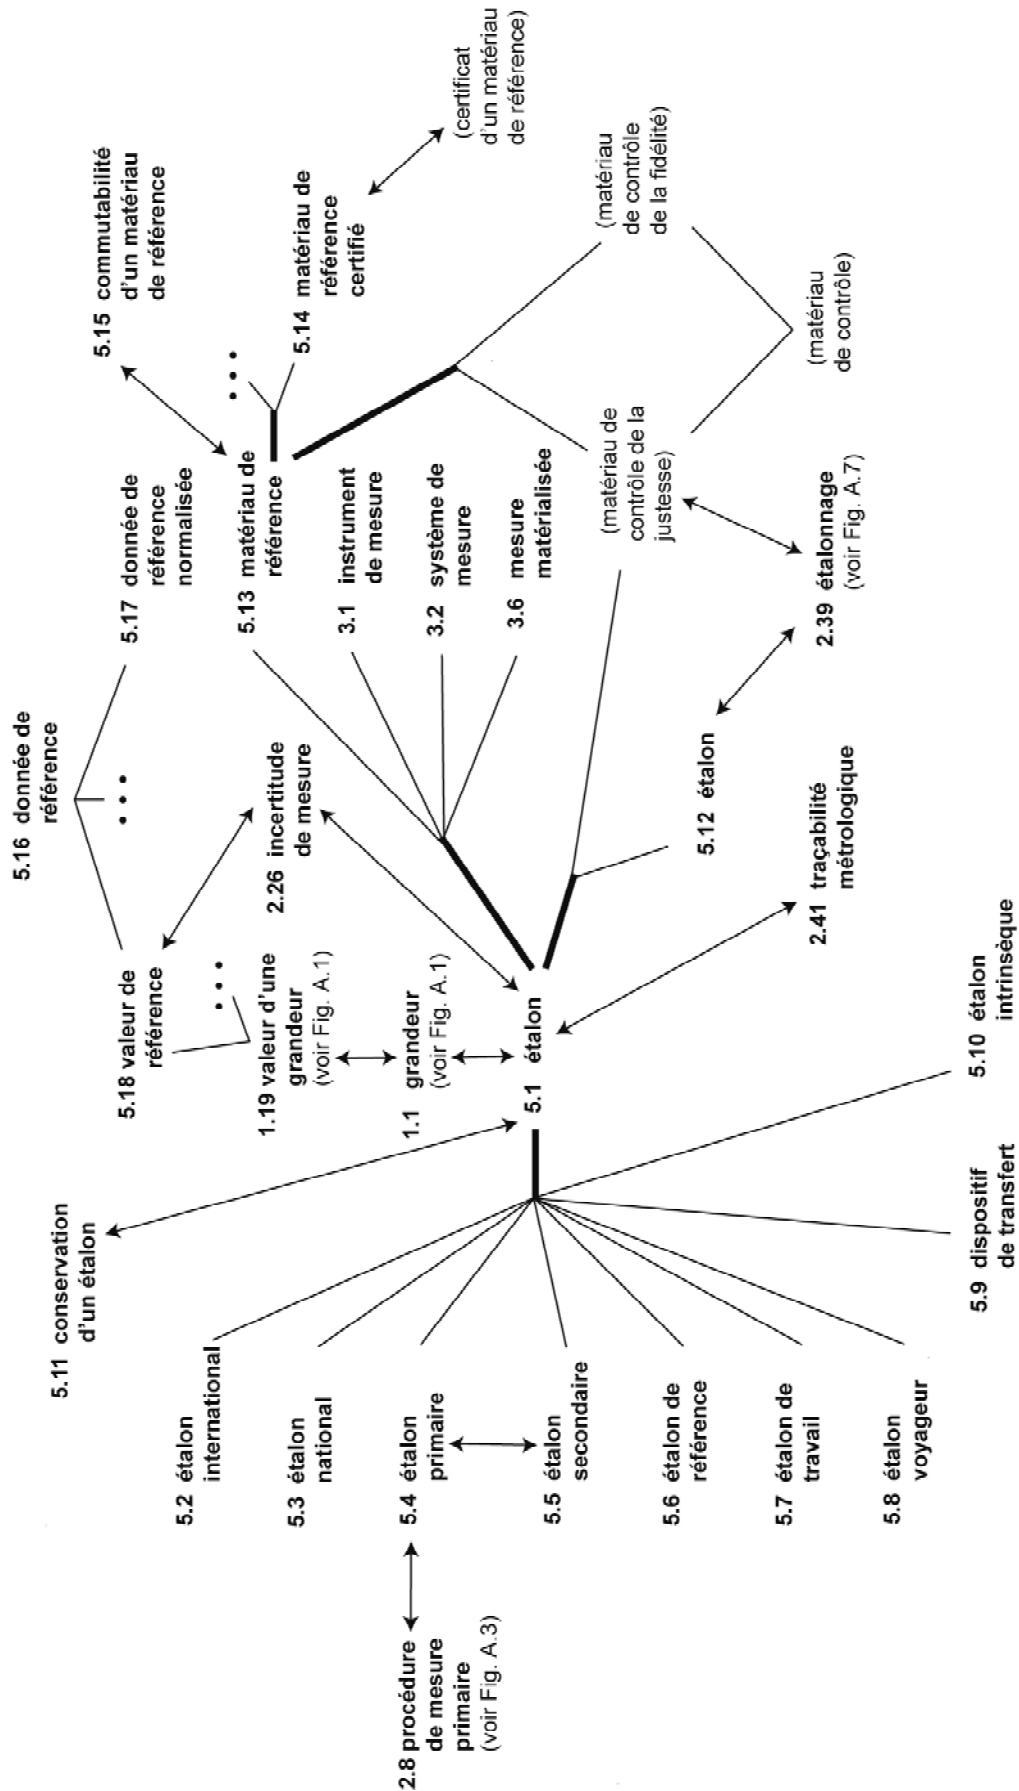 5.16 donnée de
référence
5.18 valeur de
référence
5.17 donnée de
référence
normalisée
5.15 commutabilité
d'un matériau
de référence
5.11 conservation
d'un étalon
1.19 valeur d'une
grandeur
(voir Fig. A.1)
2.26 incertitude
de mesure
5.13 matériau de
référence
5.14 matériau de
référence
certifié
(certificat
d'un matériau
de référence)
5.2 étalon
international
5.3 étalon
national
1.1 grandeur
(voir Fig. A.1)
3.1 instrument
de mesure
3.2 système de
mesure
3.6 mesure
matérialisée
2.8 procédure
de mesure
primaire
(voir Fig. A.3)
5.4 étalon
primaire
5.1 étalon
5.5 étalon
secondaire
5.6 étalon de
référence
5.7 étalon de
travail
5.8 étalon
voyageur
5.9 dispositif
de transfert
5.10 étalon
intrinsèque
2.41 traçabilité
métrologique
5.12 étalon
2.39 étalonnage
(voir Fig. A.7)
(matériau de
contrôle de la
justesse)
(matériau
de contrôle
de la fidélité)
(matériau
de contrôle)